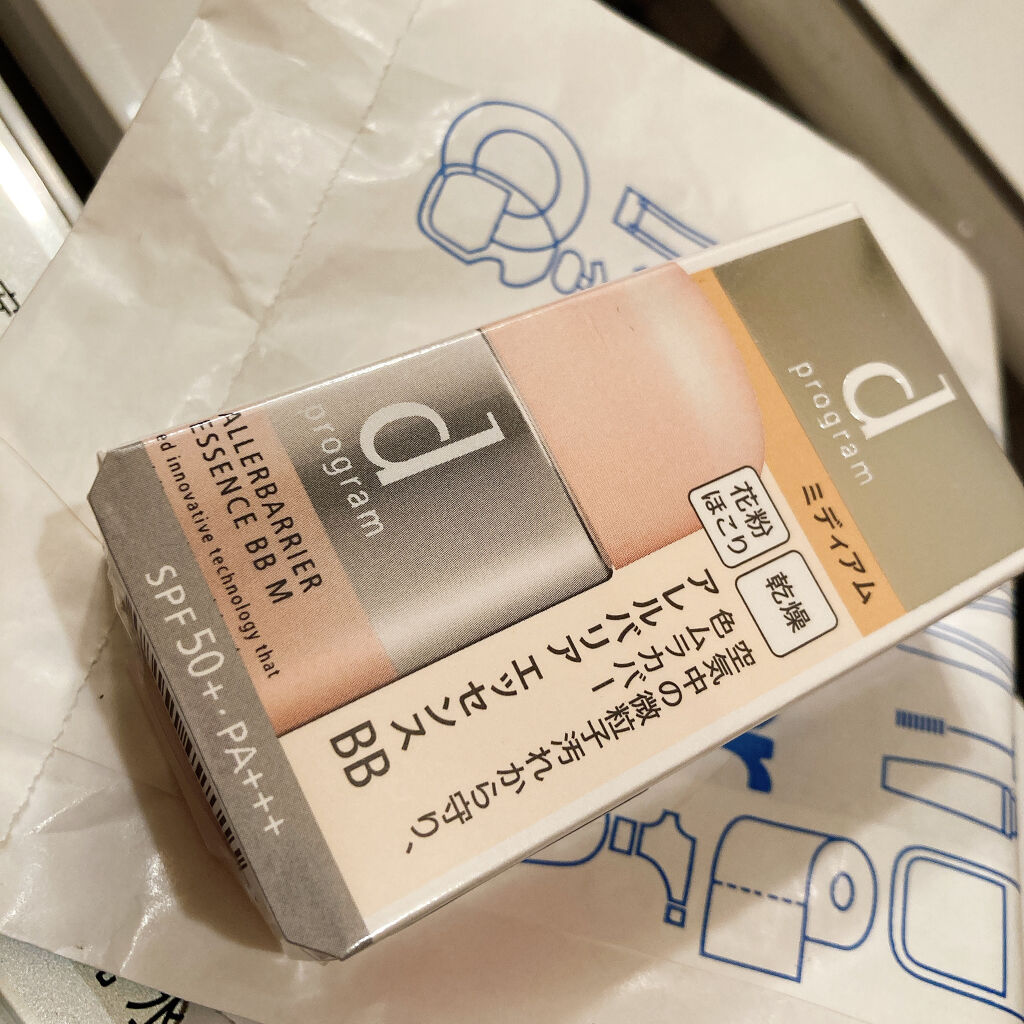 d
program
ミディアム
花粉
ほこり
乾燥
空気中の微粒子汚れから守り、
色ムラカバー
アレルバリア エッセンス BB
d
program
ALLERBARRIER
ESSENCE BB M
ed innovative technology that
SPF50+・PA+++